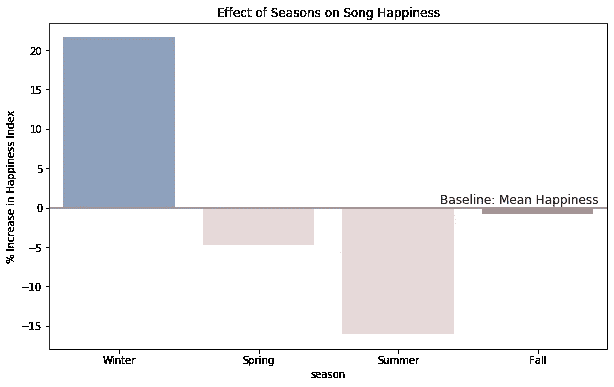 Effect of Seasons on Song Happiness
% Increase in Happiness Index
20
15
10
5
0
−5
−10
−15
Baseline: Mean Happiness
Winter Spring Summer Fall
season